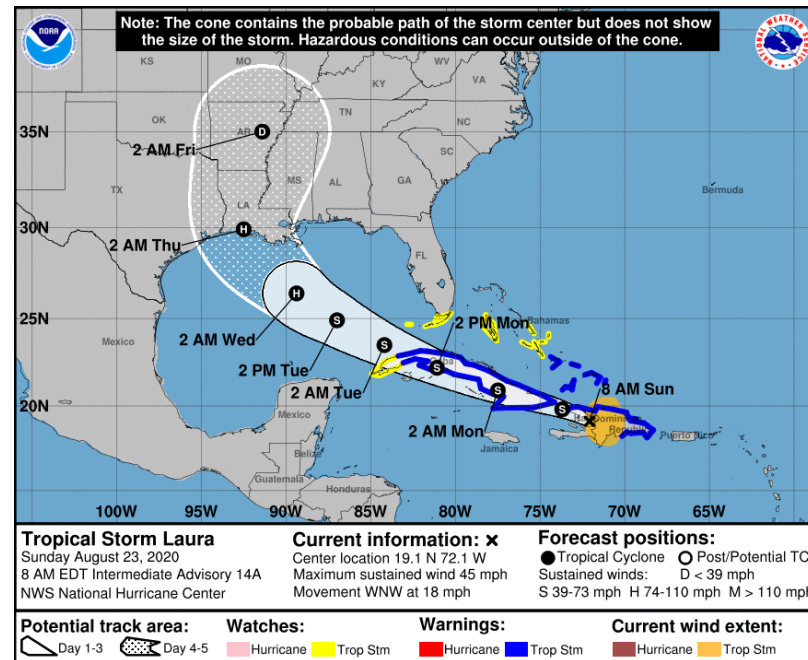 Note: The cone contains the probable path of the storm center but does not show
the size of the storm. Hazardous conditions can occur outside of the cone.
NOAA
NATIONAL WEATHER SERVICE
KS
MO
WV
KY
VA
OK
TN
NC
35N
AR
D
2 AM Fri
SC
MS
AL
GA
TX
LA
Bermuda
30N
H
2 AM Thu
FL
H
25N
S
2 PM Mon
Bahamas
2 AM Wed
S
Mexico
2 PM Tue
Cuba
S
8 AM Sun
2 AM Tue
S
20N
S
Mexico
2 AM Mon
Dominican
Republic
Puerto Rico
Jamaica
Belize
Guatemala
Honduras
100W 95W 90W 85W 80W 75W 70W 65W
Tropical Storm Laura
Sunday August 23, 2020
8 AM EDT Intermediate Advisory 14A
NWS National Hurricane Center
Current information: x
Center location 19.1 N 72.1 W
Maximum sustained wind 45 mph
Movement WNW at 18 mph
Forecast positions:
Tropical Cyclone Post/Potential TC
Sustained winds: D < 39 mph
S 39-73 mph H 74-110 mph M > 110 mph
Potential track area:
Day 1-3 Day 4-5
Watches:
Hurricane Trop Stm
Warnings:
Hurricane Trop Stm
Current wind extent:
Hurricane Trop Stm